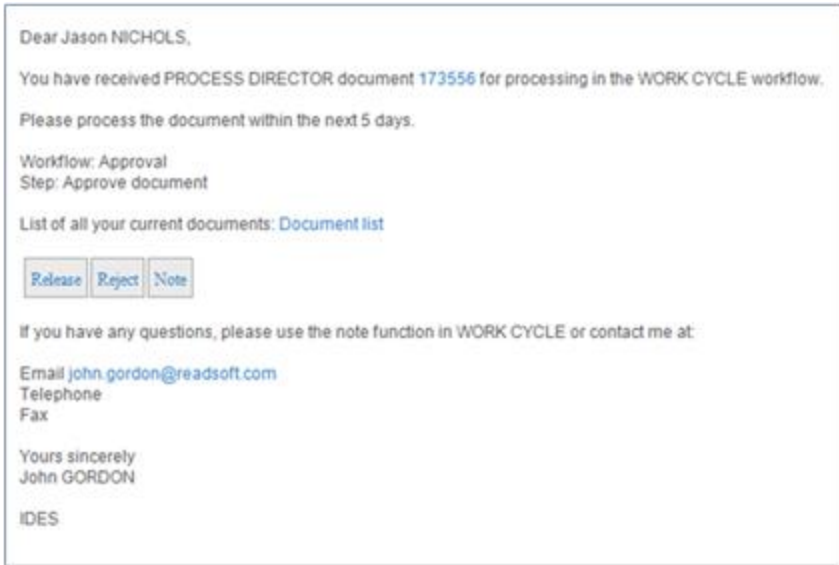 Dear Jason NICHOLS,
You have received PROCESS DIRECTOR document 173556 for processing in the WORK CYCLE workflow.
Please process the document within the next 5 days.
Workflow: Approval
Step: Approve document
List of all your current documents: Document list
Release Reject Note
If you have any questions, please use the note function in WORK CYCLE or contact me at:
Email john.gordon@readsoft.com
Telephone
Fax
Yours sincerely
John GORDON
IDES